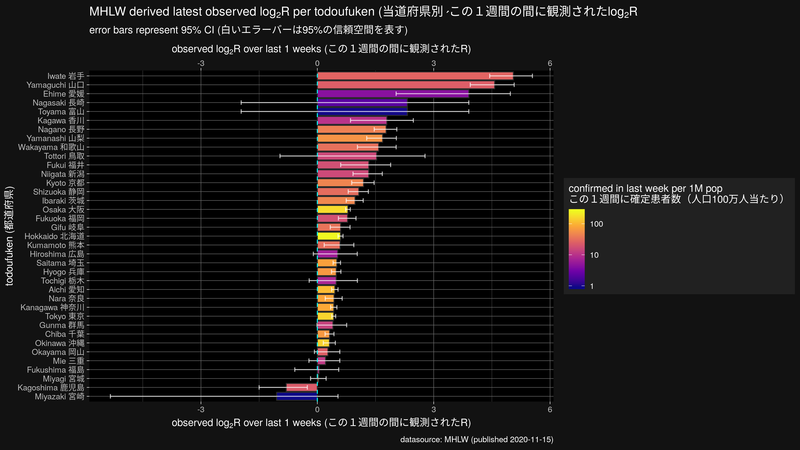 MHLW derived latest observed log₂R per todoufuken (当道府県別 -この１週間の間に観測されたlog₂R
error bars represent 95% CI (白いエラーバーは95%の信頼空間を表す)
observed log₂R over last 1 weeks (この１週間の間に観測されたR)
-3 0 3 6
todoufuken (都道府県)
Iwate 岩手
Yamaguchi 山口
Ehime 愛媛
Nagasaki 長崎
Toyama 富山
Kagawa 香川
Nagano 長野
Yamanashi 山梨
Wakayama 和歌山
Tottori 鳥取
Fukui 福井
Niigata 新潟
Kyoto 京都
Shizuoka 静岡
Ibaraki 茨城
Osaka 大阪
Fukuoka 福岡
Gifu 岐阜
Hokkaido 北海道
Kumamoto 熊本
Hiroshima 広島
Saitama 埼玉
Hyogo 兵庫
Tochigi 栃木
Aichi 愛知
Nara 奈良
Kanagawa 神奈川
Tokyo 東京
Gunma 群馬
Chiba 千葉
Okinawa 沖縄
Okayama 岡山
Mie 三重
Fukushima 福島
Miyagi 宮城
Kagoshima 鹿児島
Miyazaki 宮崎
-3 0 3 6
observed log₂R over last 1 weeks (この１週間の間に観測されたR)
confirmed in last week per 1M pop
この１週間に確定患者数（人口100万人当たり）
100
10
1
datasource: MHLW (published 2020-11-15)